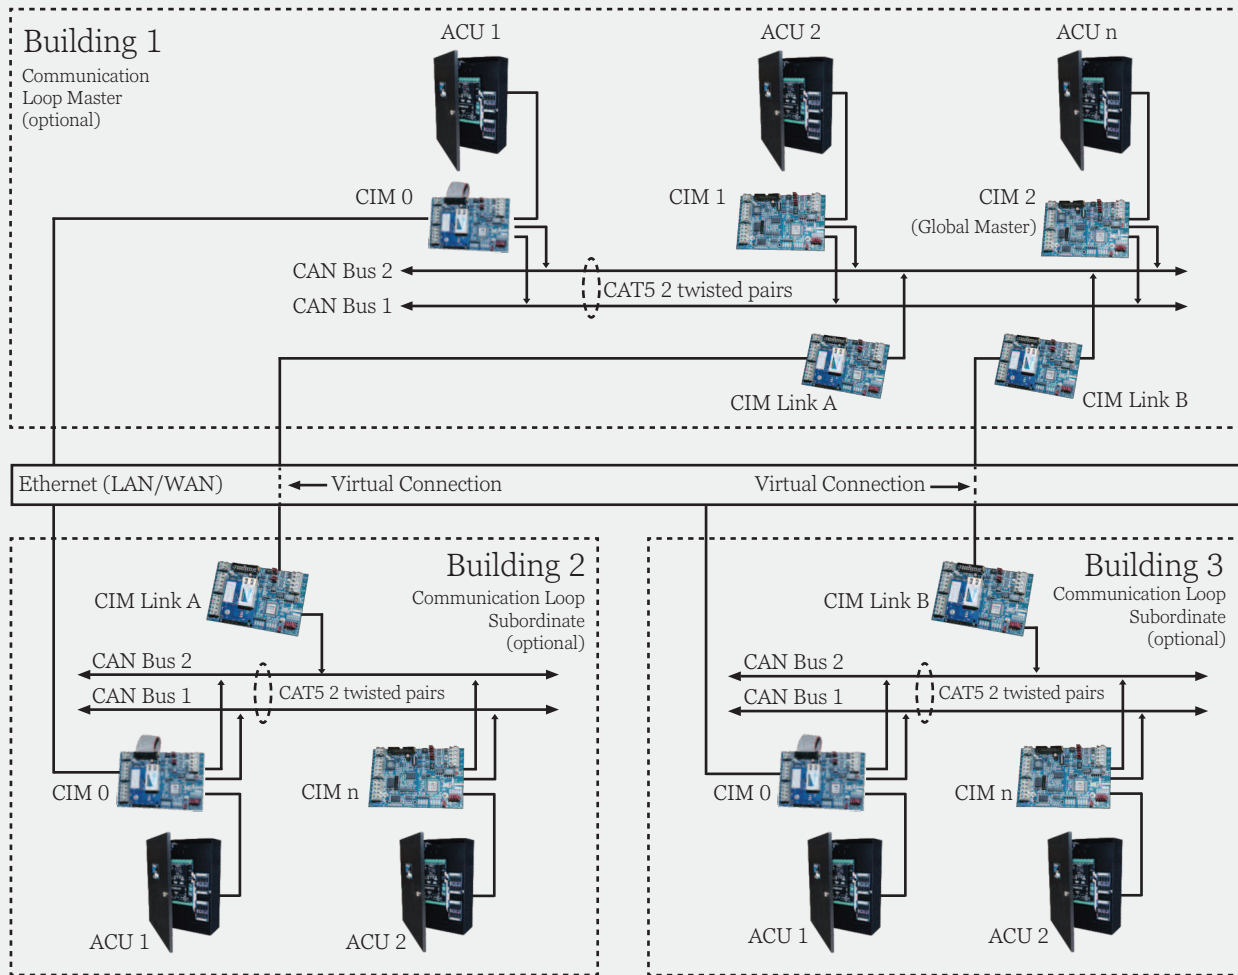 Building 1
Communication
Loop Master
(optional)
ACU 1
ACU 2
ACU n
CIM 0
CIM 1
CIM 2
(Global Master)
CAN Bus 2
CAT5 2 twisted pairs
CAN Bus 1
CIM Link A
CIM Link B
Ethernet (LAN/WAN)
Virtual Connection
Virtual Connection
Building 2
Communication Loop
Subordinate
(optional)
CIM Link A
CAN Bus 2
CAT5 2 twisted pairs
CAN Bus 1
CIM 0
CIM n
ACU 1
ACU 2
Building 3
Communication Loop
Subordinate
(optional)
CIM Link B
CAN Bus 2
CAT5 2 twisted pairs
CAN Bus 1
CIM 0
CIM n
ACU 1
ACU 2